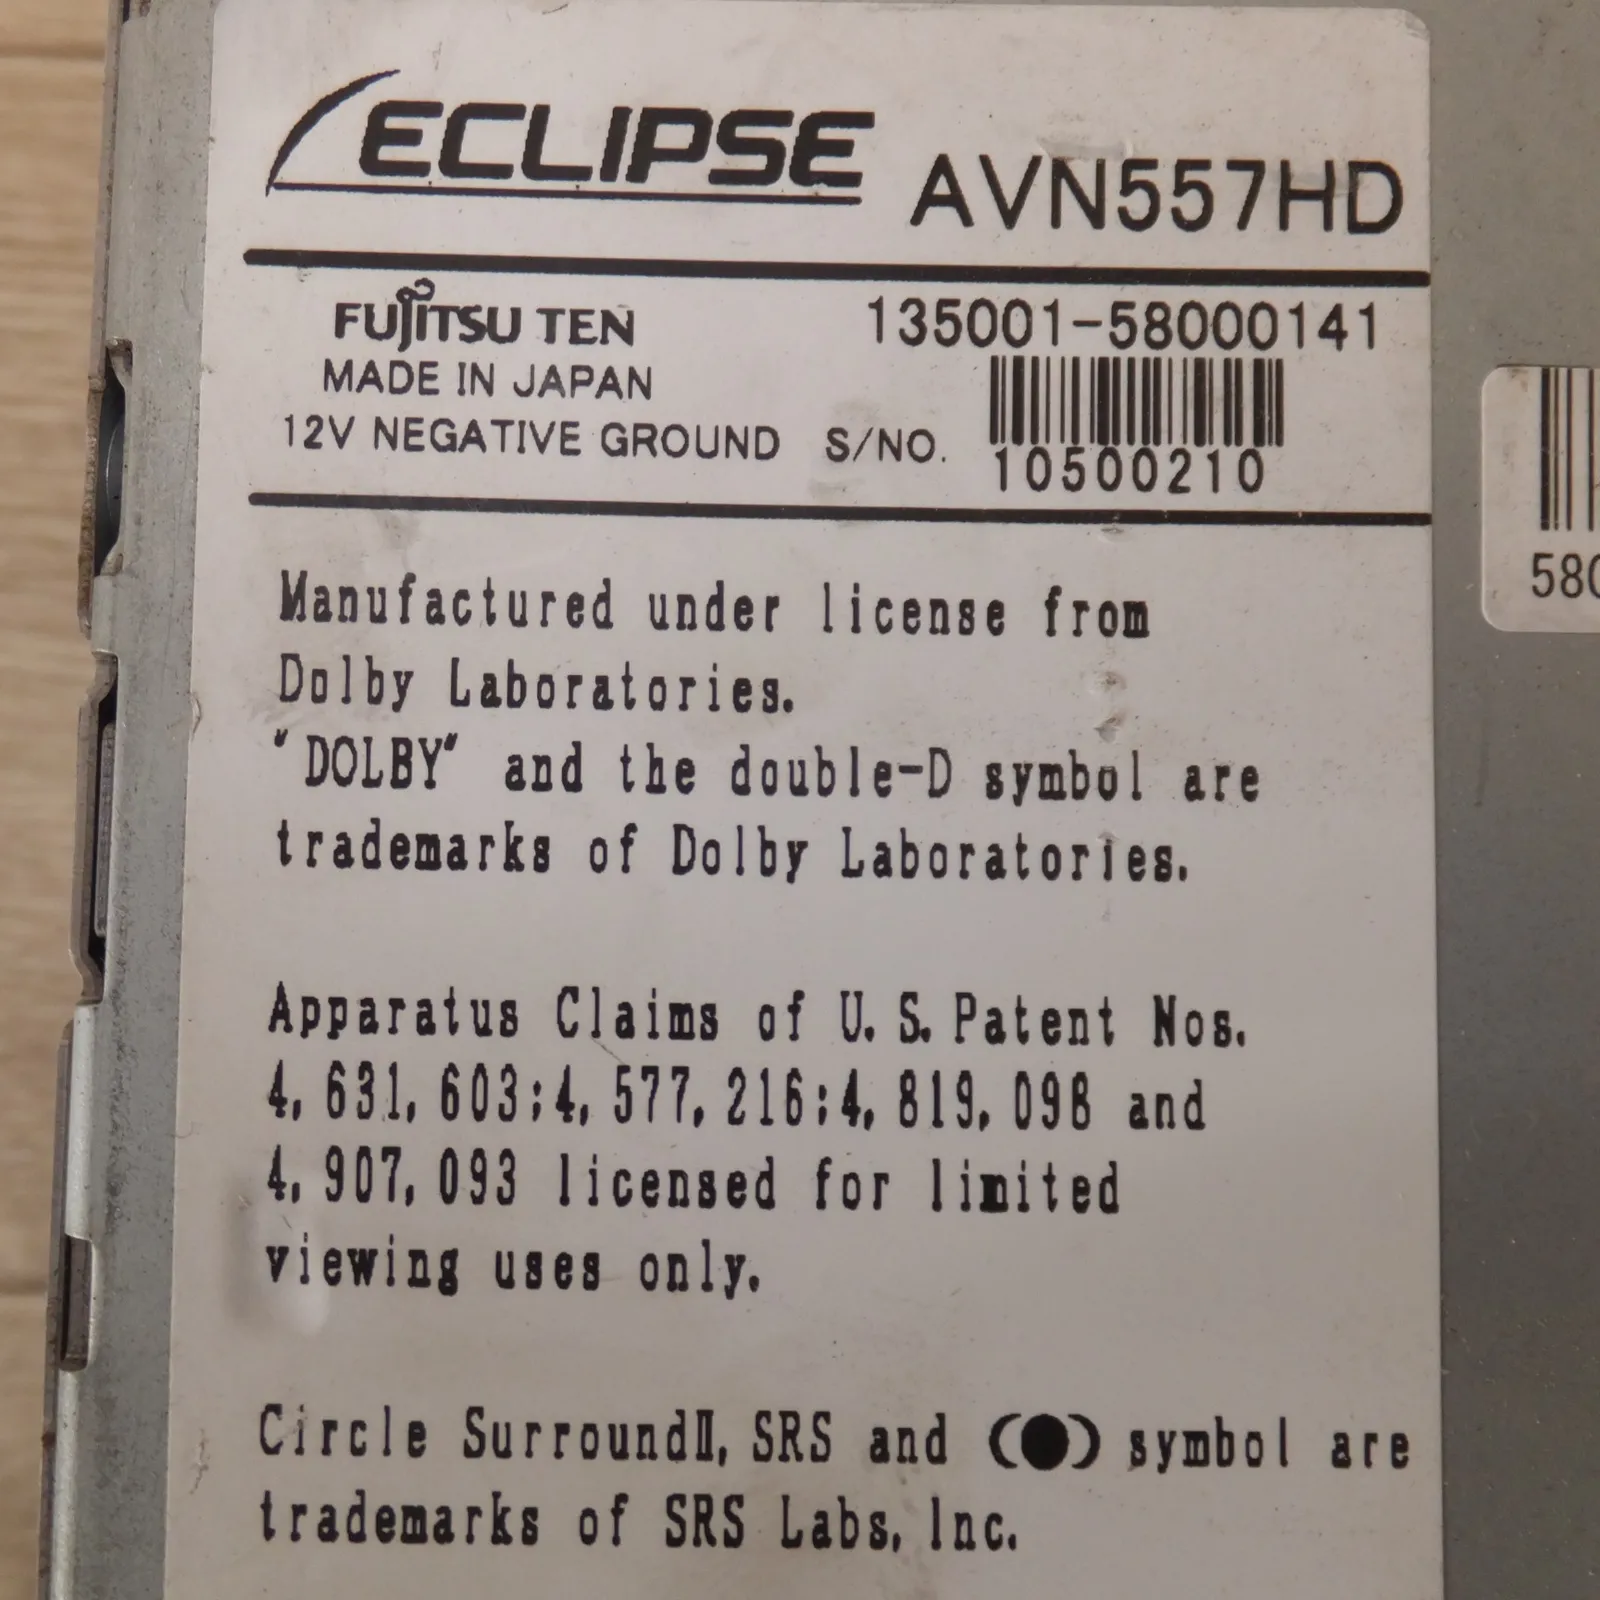 ECLIPSE AVN557HD
FUJITSU TEN 135001-58000141
MADE IN JAPAN
12V NEGATIVE GROUND S/NO.
10500210
580
Manufactured under license from
Dolby Laboratories.
"DOLBY" and the double-D symbol are
trademarks of Dolby Laboratories.
Apparatus Claims of U.S. Patent Nos.
4,631,603;4,577,216;4,819,098 and
4,907,093 licensed for limited
viewing uses only.
Circle SurroundⅡ, SRS and (●) symbol are
trademarks of SRS Labs, Inc.